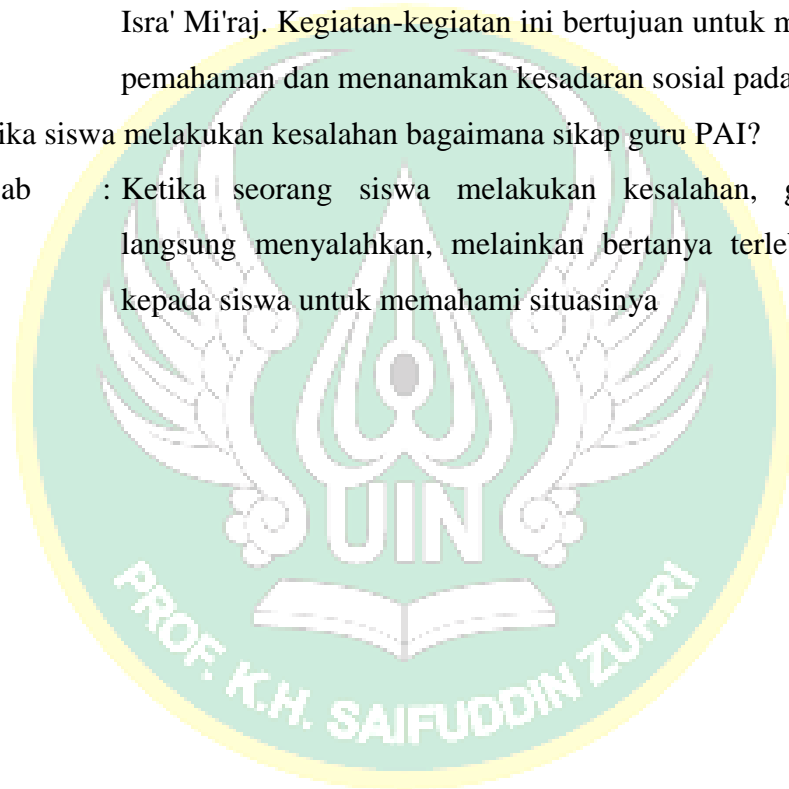 Isra' Mi'raj. Kegiatan-kegiatan ini bertujuan untuk m
pemahaman dan menanamkan kesadaran sosial pada
ika siswa melakukan kesalahan bagaimana sikap guru PAI?
ab : Ketika seorang siswa melakukan kesalahan, g
langsung menyalahkan, melainkan bertanya terle
kepada siswa untuk memahami situasinya
UIN
PROF. K.H. SAIFUDDIN ZUHRI